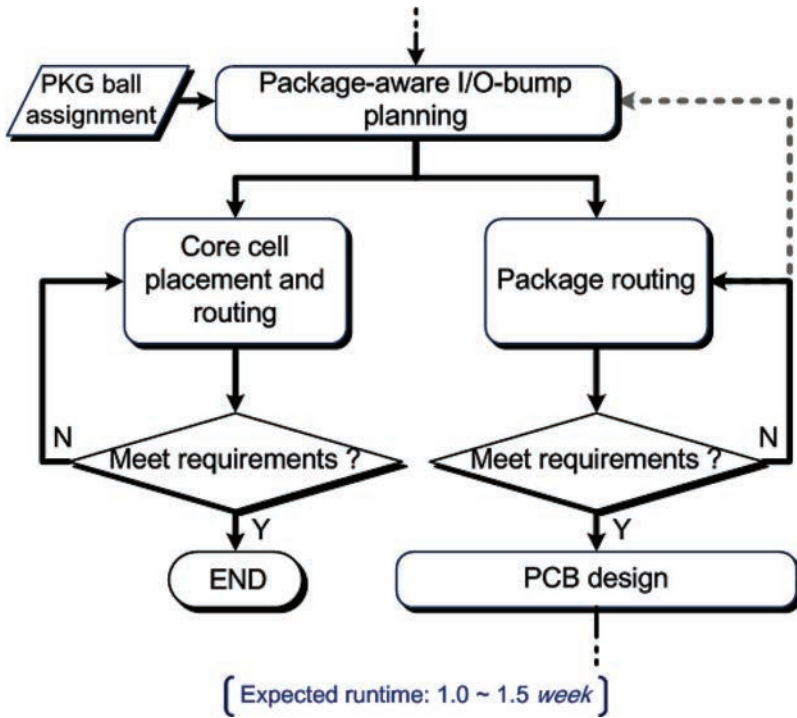 PKG ball
assignment
Package-aware I/O-bump
planning
Core cell
placement and
routing
Package routing
N
Meet requirements ?
Y
Meet requirements ?
N
Y
END
PCB design
[ Expected runtime: 1.0 ~ 1.5 week ]